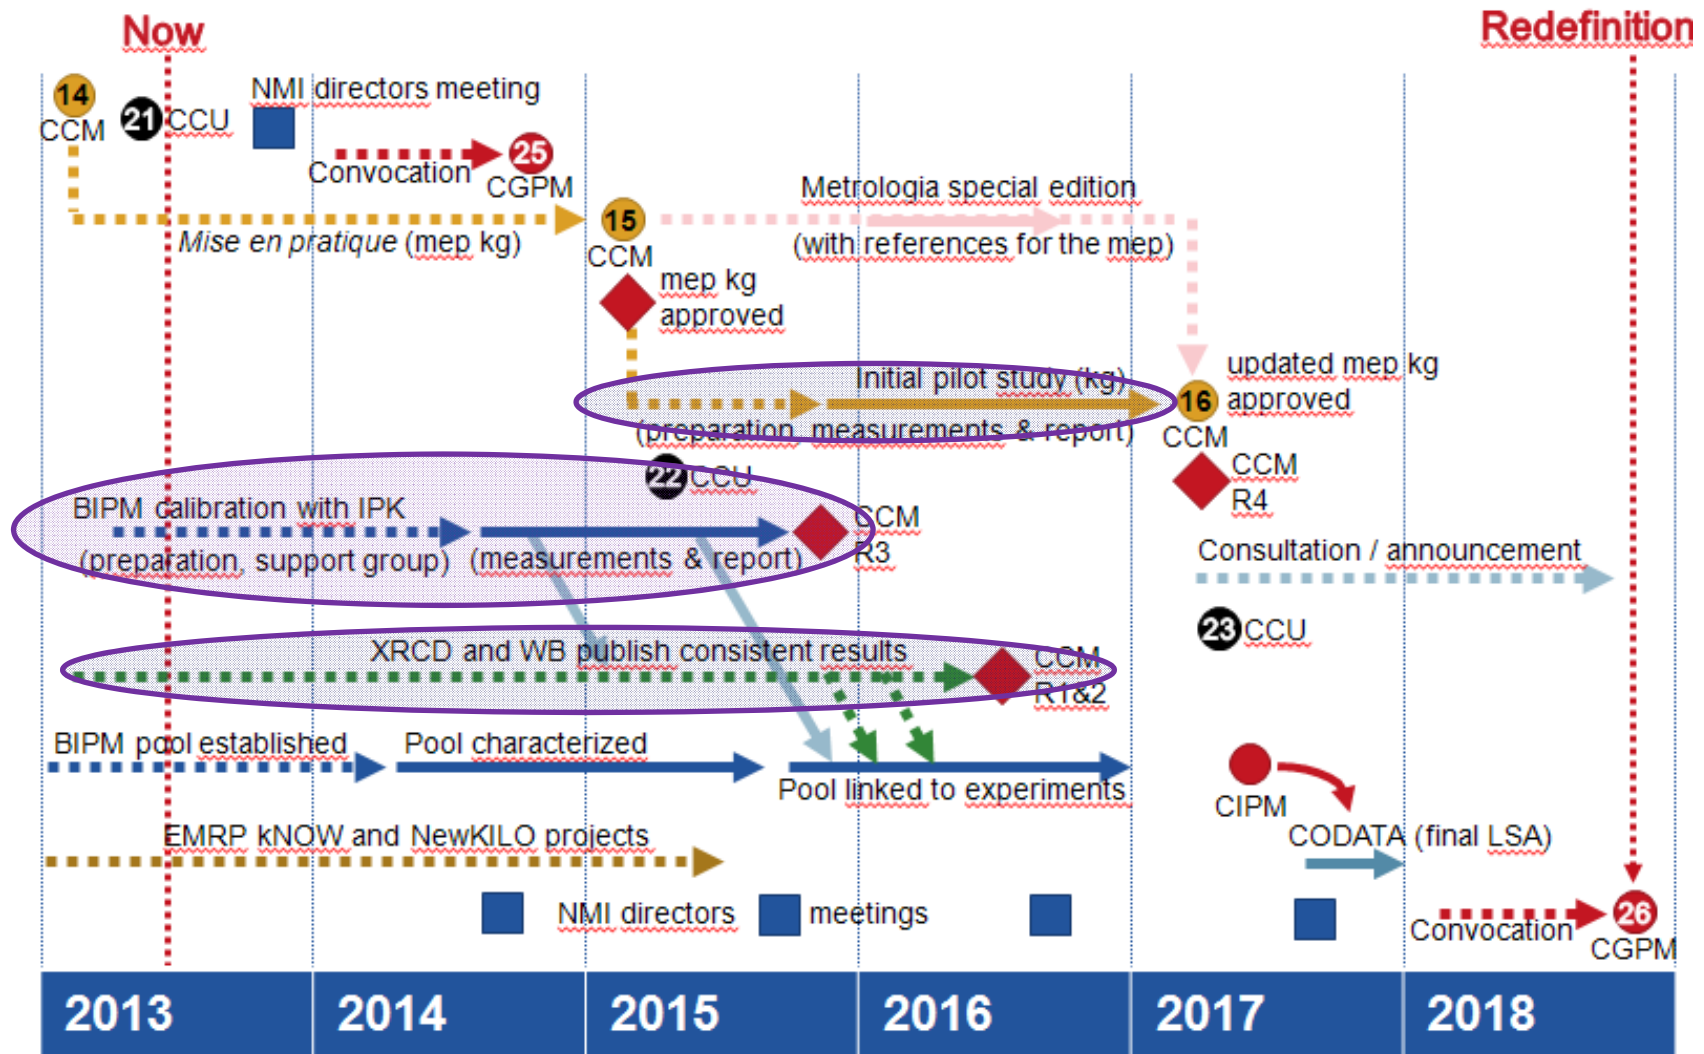 Now
Redefinition
14
CCM
21 CCU
NMI directors meeting
Convocation
25
CGPM
Mise en pratique (mep kg)
15
CCM
Metrologia special edition
(with references for the mep)
mep kg
approved
Initial pilot study (kg)
(preparation, measurements & report)
16
CCM
updated mep kg
approved
22 CCU
CCM
R4
BIPM calibration with IPK
(preparation, support group) (measurements & report)
CCM
R3
Consultation / announcement
23 CCU
XRCD and WB publish consistent results
CCM
R1&2
BIPM pool established
Pool characterized
Pool linked to experiments
CIPM
CODATA (final LSA)
EMRP kNOW and NewKILO projects
NMI directors meetings
Convocation
26
CGPM
2013 2014 2015 2016 2017 2018